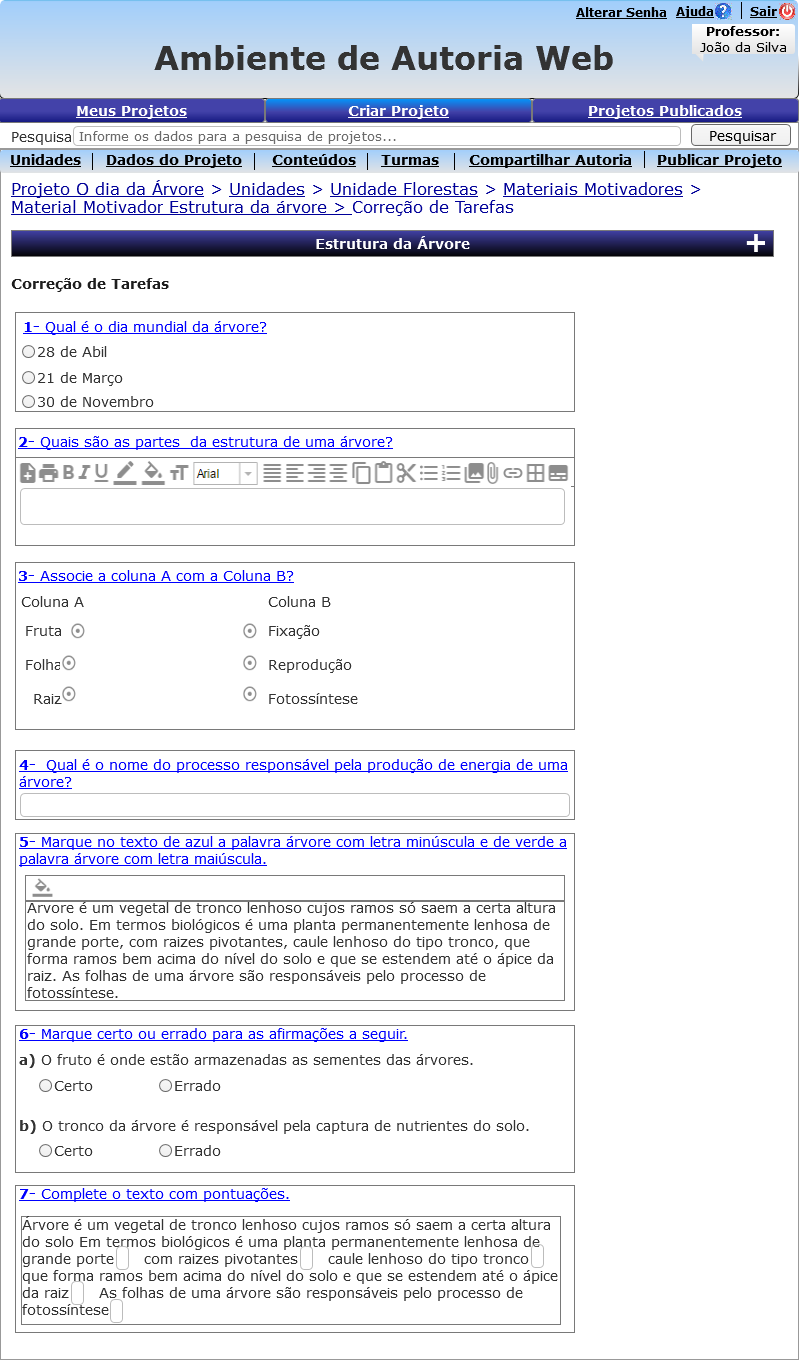 Alterar Senha Ajuda Sair
Professor:
João da Silva
Ambiente de Autoria Web
Meus Projetos Criar Projeto Projetos Publicados
Pesquisa Informe os dados para a pesquisa de projetos... Pesquisar
Unidades Dados do Projeto Conteúdos Turmas Compartilhar Autoria Publicar Projeto
Projeto O dia da Árvore > Unidades > Unidade Florestas > Materiais Motivadores >
Material Motivador Estrutura da árvore > Correção de Tarefas
Estrutura da Árvore
Correção de Tarefas
1- Qual é o dia mundial da árvore?
28 de Abil
21 de Março
30 de Novembro
2- Quais são as partes da estrutura de uma árvore?
B I U Arial
3- Associe a coluna A com a Coluna B?
Coluna A Coluna B
Fruta Fixação
Folha Reprodução
Raiz Fotossíntese
4- Qual é o nome do processo responsável pela produção de energia de uma
árvore?
5- Marque no texto de azul a palavra árvore com letra minúscula e de verde a
palavra árvore com letra maiúscula.
Árvore é um vegetal de tronco lenhoso cujos ramos só saem a certa altura
do solo. Em termos biológicos é uma planta permanentemente lenhosa de
grande porte, com raizes pivotantes, caule lenhoso do tipo tronco, que
forma ramos bem acima do nível do solo e que se estendem até o ápice da
raiz. As folhas de uma árvore são responsáveis pelo processo de
fotossíntese.
6- Marque certo ou errado para as afirmações a seguir.
a) O fruto é onde estão armazenadas as sementes das árvores.
Certo Errado
b) O tronco da árvore é responsável pela captura de nutrientes do solo.
Certo Errado
7- Complete o texto com pontuações.
Árvore é um vegetal de tronco lenhoso cujos ramos só saem a certa altura
do solo Em termos biológicos é uma planta permanentemente lenhosa de
grande porte com raizes pivotantes caule lenhoso do tipo tronco
que forma ramos bem acima do nível do solo e que se estendem até o ápice
da raiz As folhas de uma árvore são responsáveis pelo processo de
fotossíntese